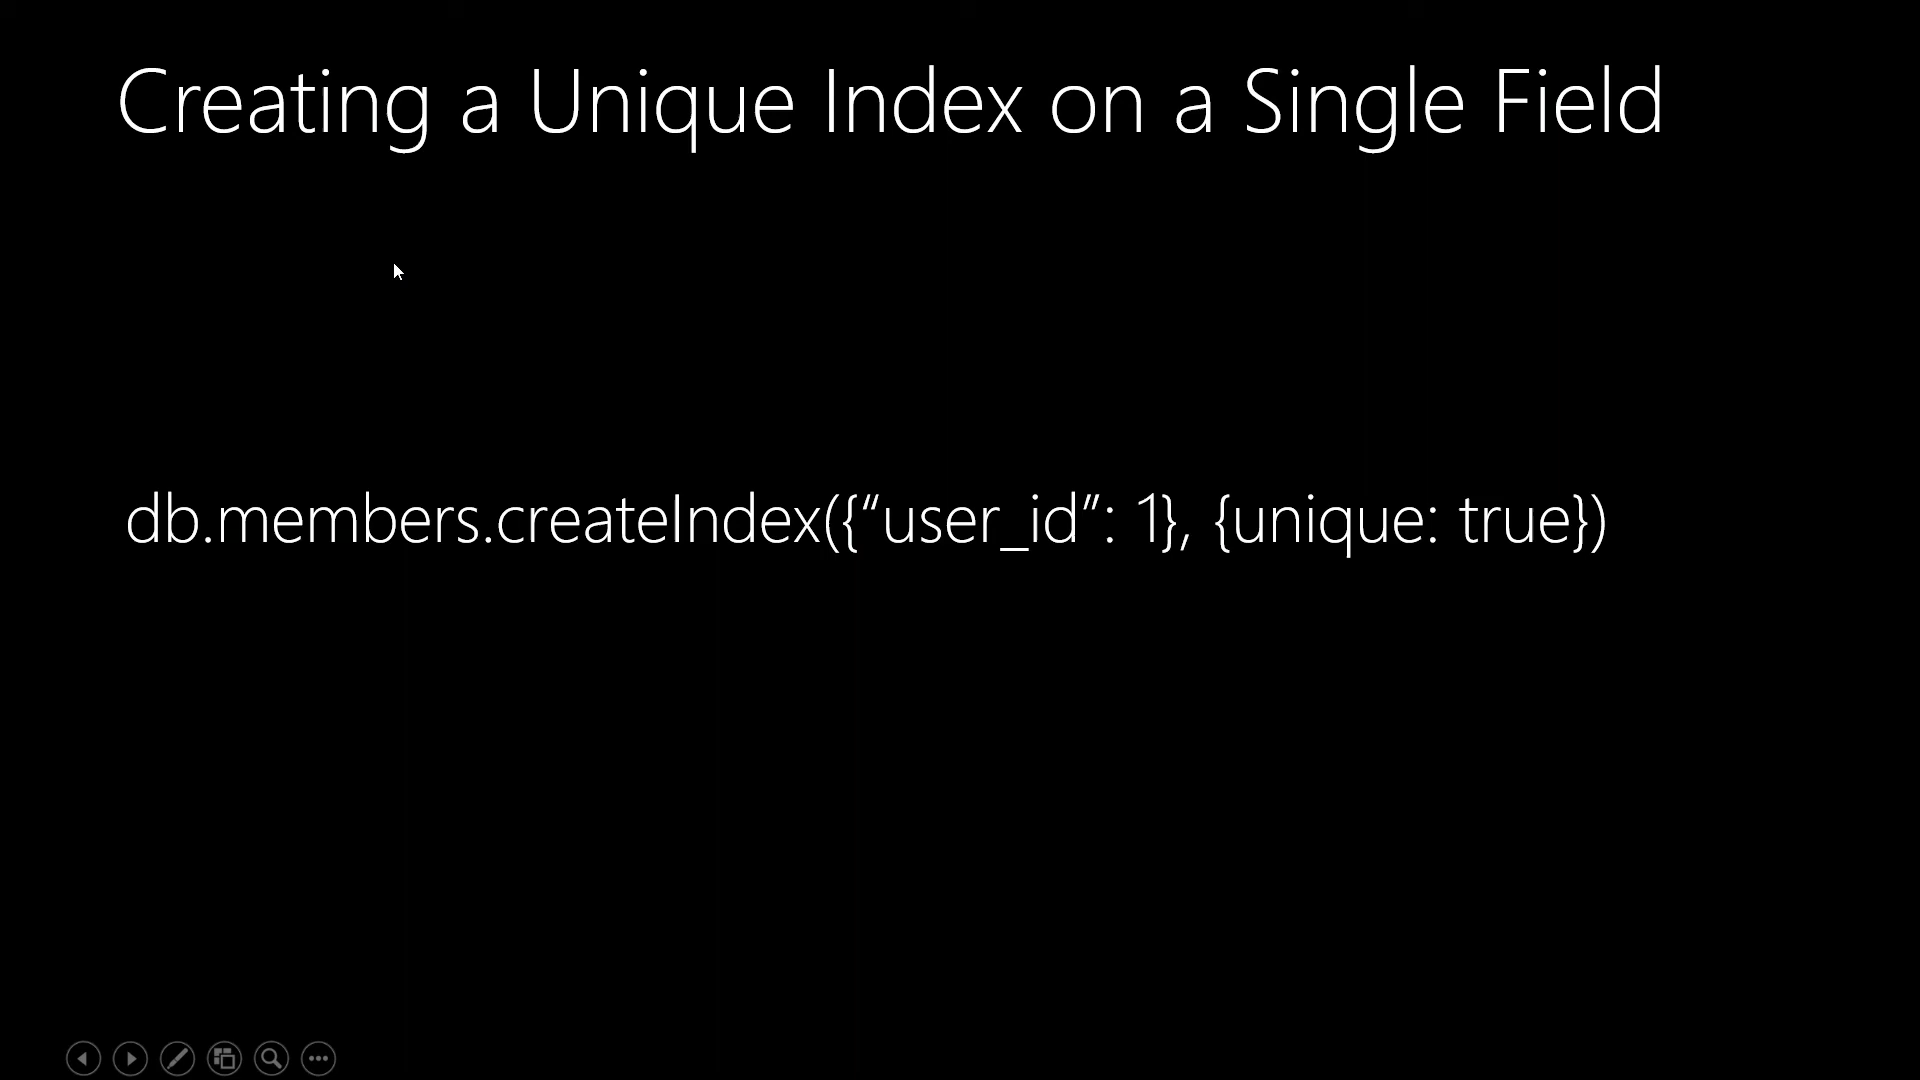 Creating a Unique Index on a Single Field
db.members.createIndex({“user_id”: 1}, {unique: true})